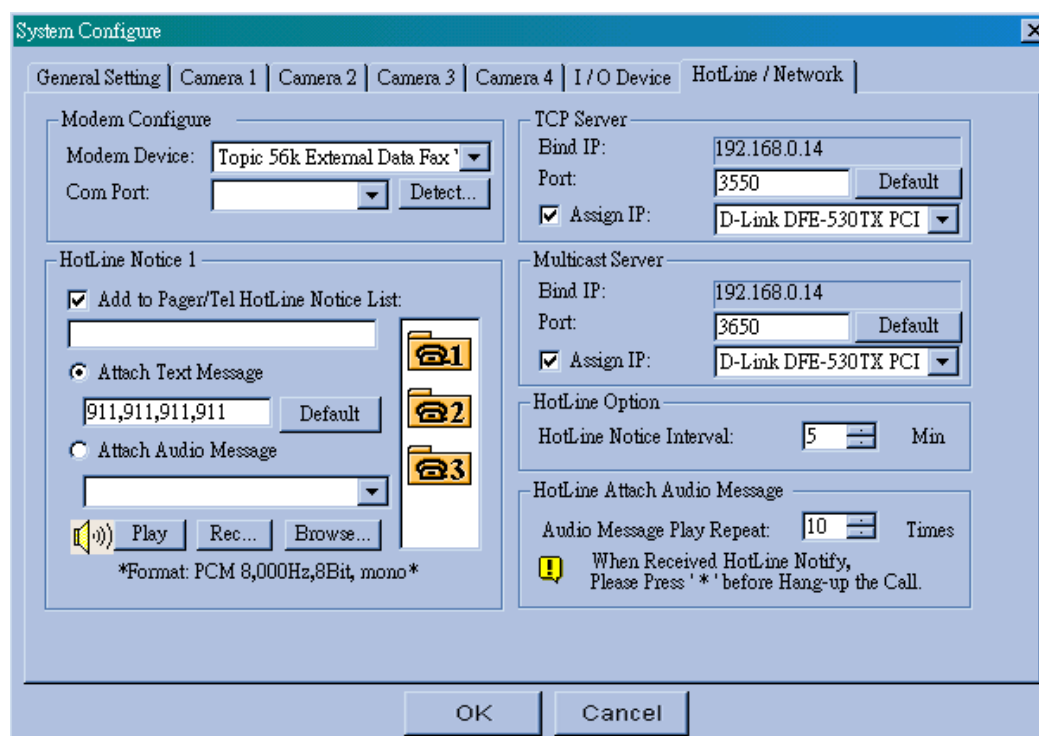 System Configure
General Setting
Camera 1
Camera 2
Camera 3
Camera 4
I / O Device
HotLine / Network
Modem Configure
Modem Device:
Topic 56k External Data Fax
Com Port:
Detect...
HotLine Notice 1
Add to Pager/Tel HotLine Notice List:
Attach Text Message
911,911,911,911
Default
Attach Audio Message
1
2
3
Play
Rec...
Browse...
*Format: PCM 8,000Hz,8Bit, mono*
TCP Server
Bind IP:
192.168.0.14
Port:
3550
Default
Assign IP:
D-Link DFE-530TX PCI
Multicast Server
Bind IP:
192.168.0.14
Port:
3650
Default
Assign IP:
D-Link DFE-530TX PCI
HotLine Option
HotLine Notice Interval:
5
Min
HotLine Attach Audio Message
Audio Message Play Repeat:
10
Times
When Received HotLine Notify,
Please Press ' * ' before Hang-up the Call.
OK
Cancel